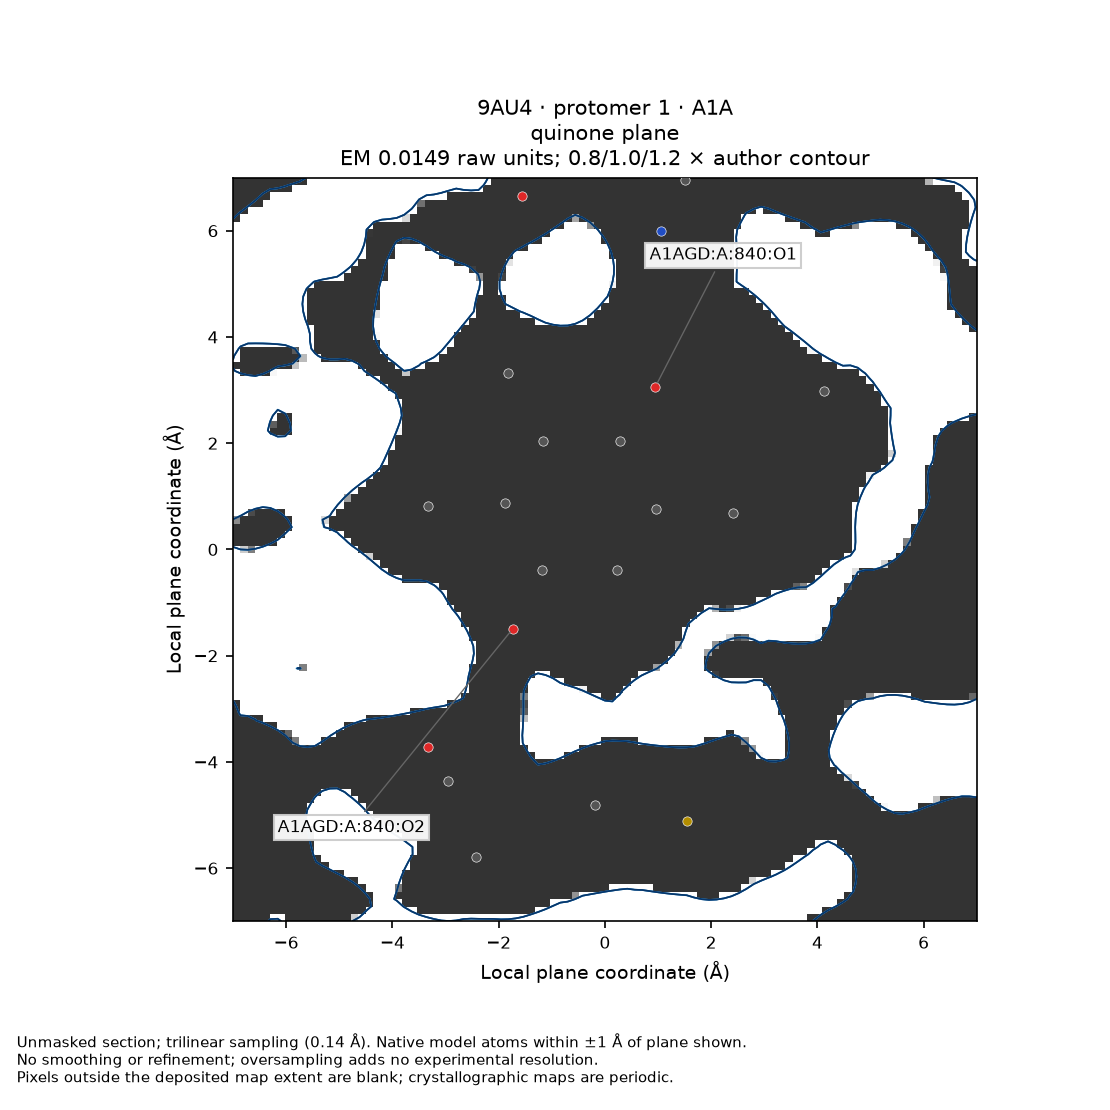 9AU4 · protomer 1 · A1A
quinone plane
EM 0.0149 raw units; 0.8/1.0/1.2 × author contour
6
4
2
0
−2
−4
−6
Local plane coordinate (Å)
A1AGD:A:840:O1
A1AGD:A:840:O2
−6 −4 −2 0 2 4 6
Local plane coordinate (Å)
Unmasked section; trilinear sampling (0.14 Å). Native model atoms within ±1 Å of plane shown.
No smoothing or refinement; oversampling adds no experimental resolution.
Pixels outside the deposited map extent are blank; crystallographic maps are periodic.